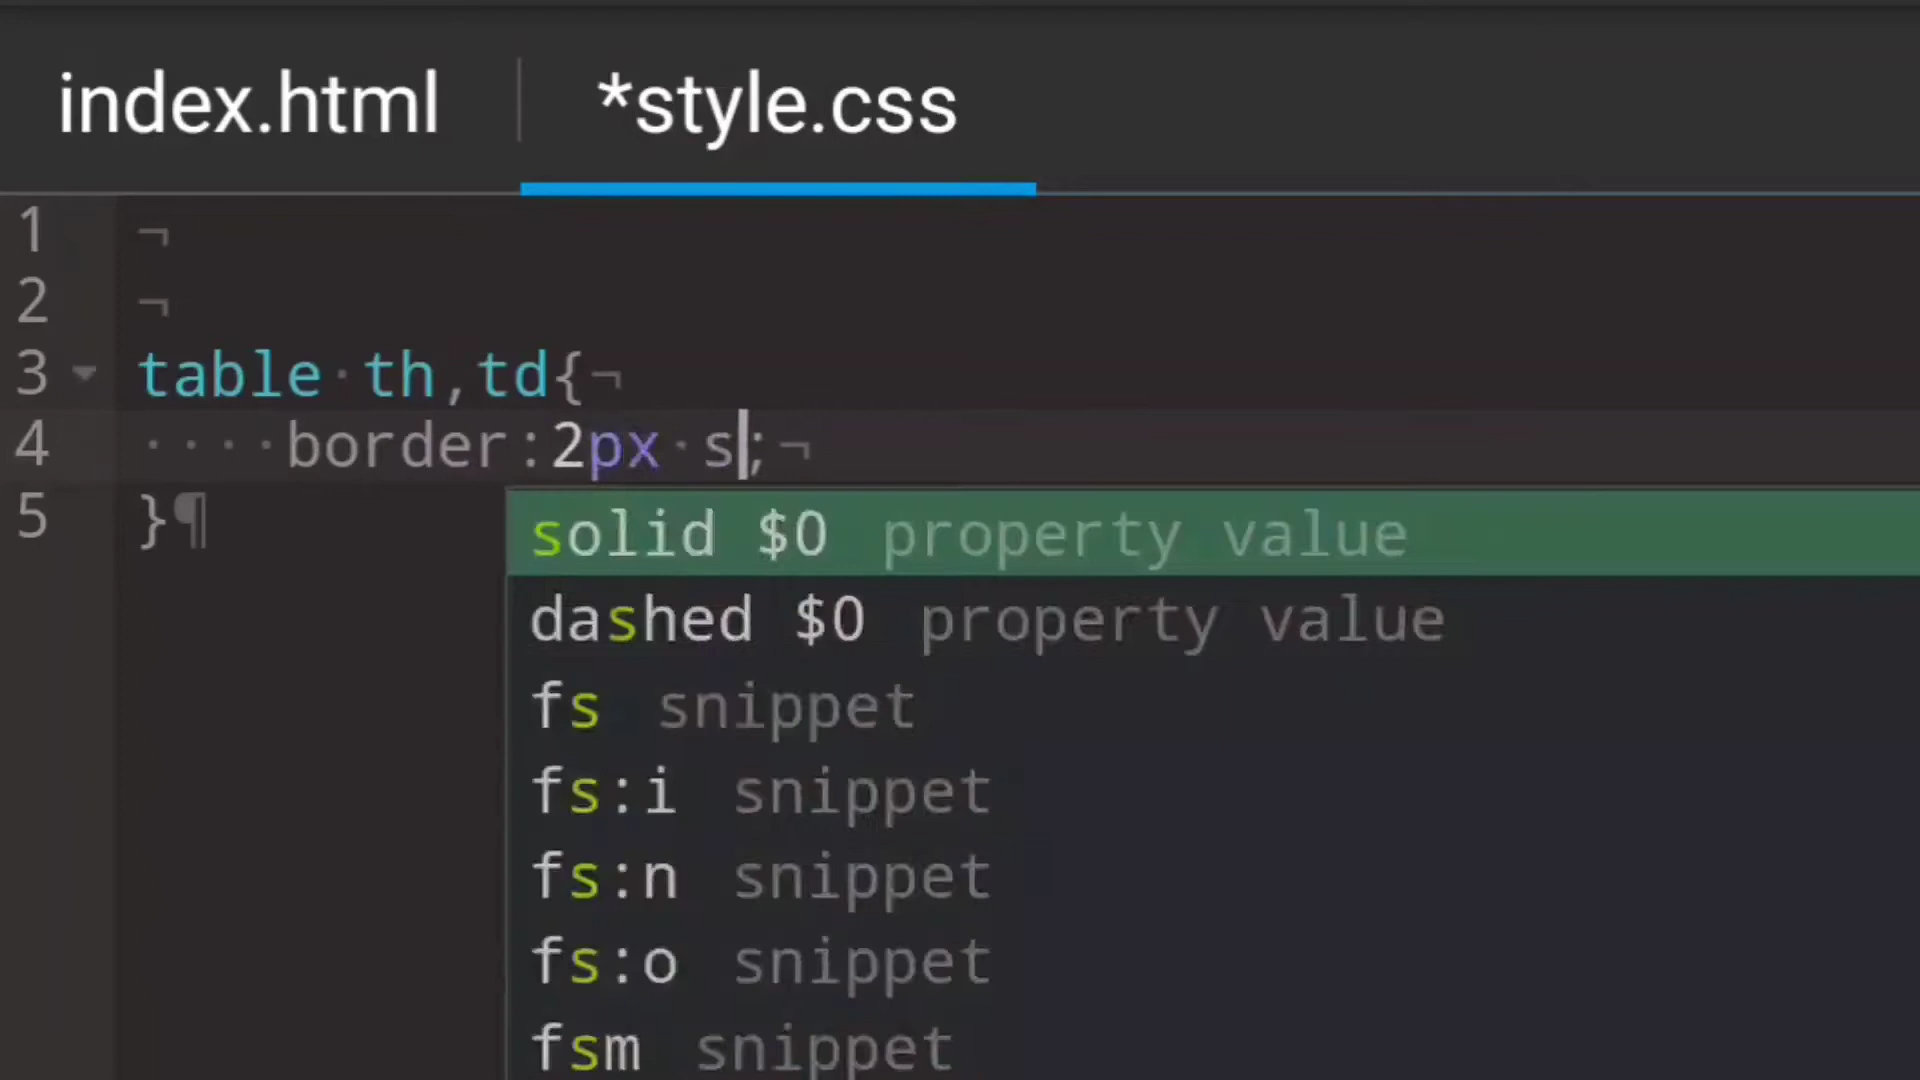 index.html *style.css
1 ¬
2 ¬
3 table·th,td{¬
4 ····border:2px·s;¬
5 }¶
solid $0 property value
dashed $0 property value
fs snippet
fs:i snippet
fs:n snippet
fs:o snippet
fsm snippet